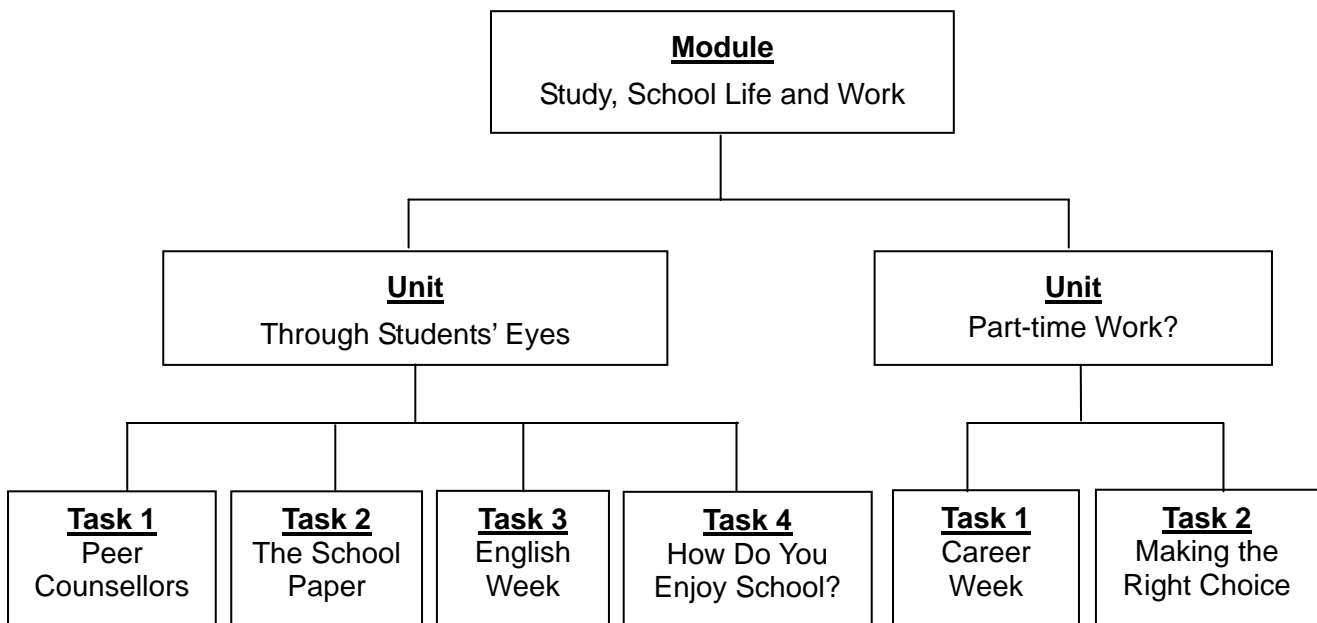 Module
Study, School Life and Work
Unit
Through Students’ Eyes
Unit
Part-time Work?
Task 1
Peer
Counsellors
Task 2
The School
Paper
Task 3
English
Week
Task 4
How Do You
Enjoy School?
Task 1
Career
Week
Task 2
Making the
Right Choice